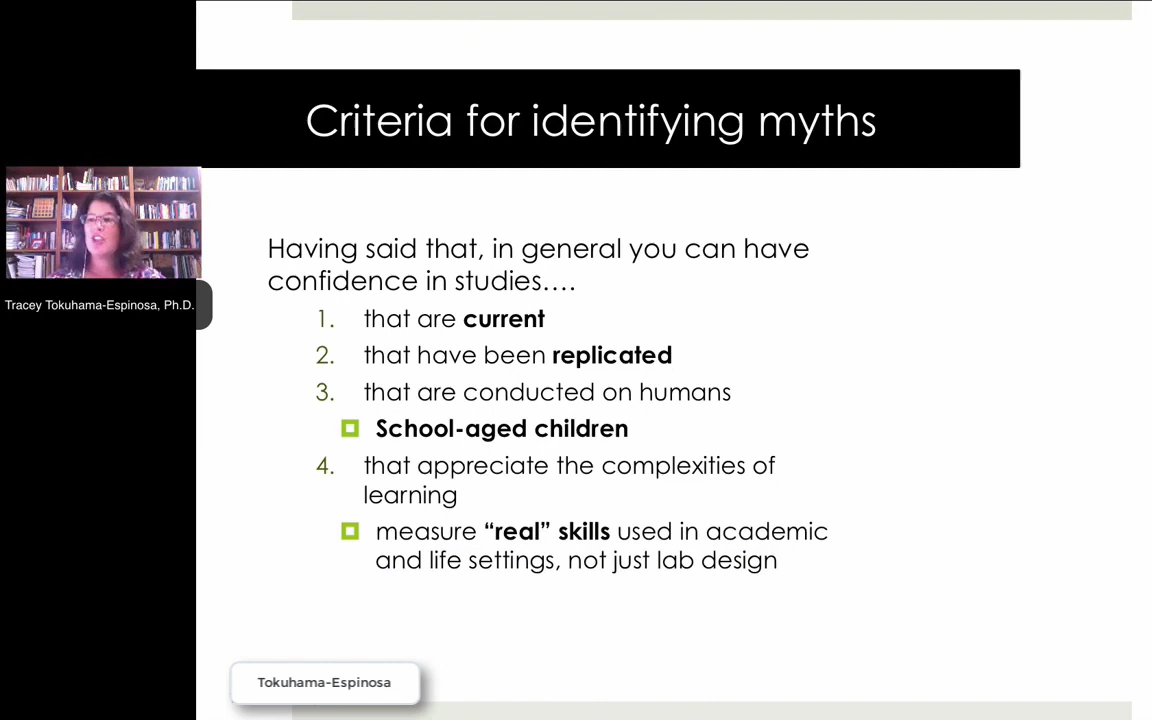 Criteria for identifying myths
Tracey Tokuhama-Espinosa, Ph.D.
Having said that, in general you can have
confidence in studies….
1. that are current
2. that have been replicated
3. that are conducted on humans
School-aged children
4. that appreciate the complexities of
learning
measure “real” skills used in academic
and life settings, not just lab design
Tokuhama-Espinosa